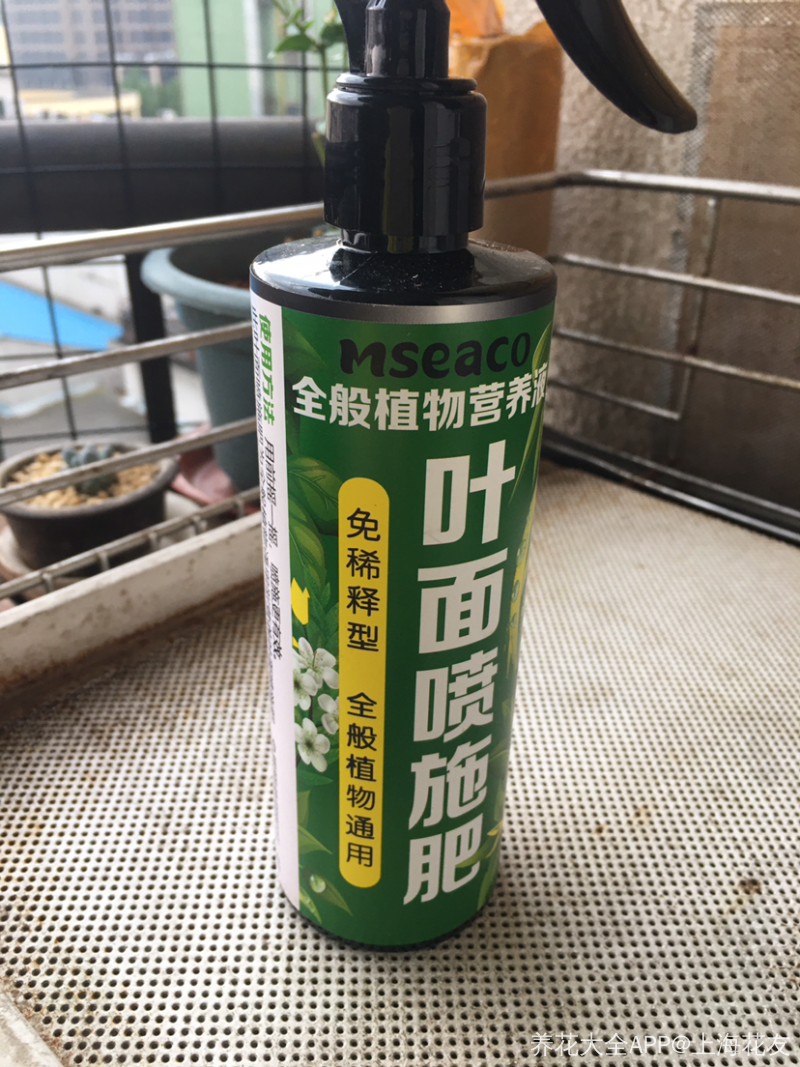 mseaco
全般植物营养液
叶面喷施肥
免稀释型 全般植物通用
使用方法
养花大全APP@上海花友